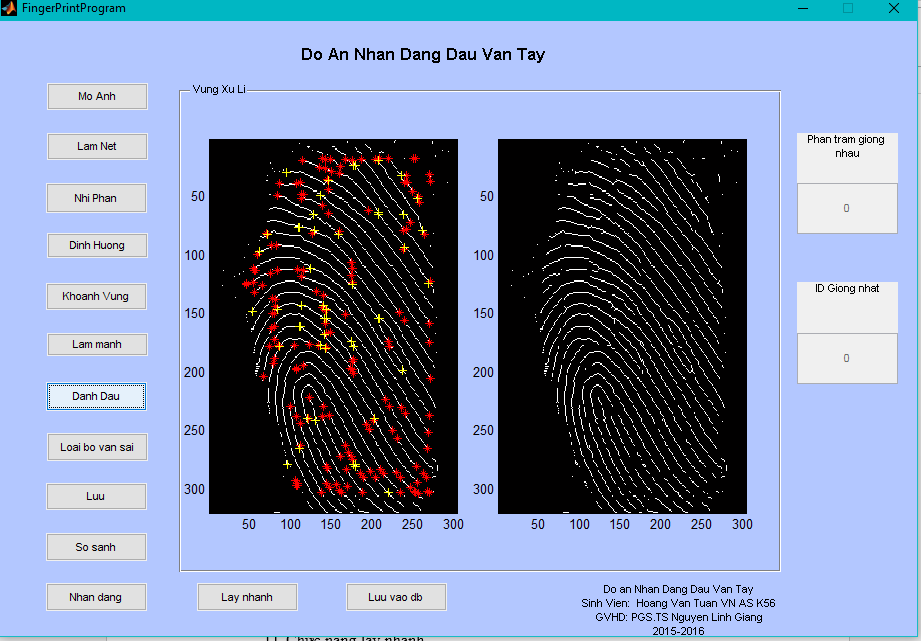 FingerPrintProgram
Do An Nhan Dang Dau Van Tay
Mo Anh
Lam Net
Nhi Phan
Dinh Huong
Khoanh Vung
Lam manh
Danh Dau
Loai bo van sai
Luu
So sanh
Nhan dang
Vung Xu Li
50
100
150
200
250
300
50 100 150 200 250 300
50
100
150
200
250
300
50 100 150 200 250 300
Phan tram giong
nhau
0
ID Giong nhat
0
Lay nhanh
Luu vao db
Do an Nhan Dang Dau Van Tay
Sinh Vien: Hoang Van Tuan VN AS K56
GVHD: PGS.TS Nguyen Linh Giang
2015-2016
Chức năng lay nhanh